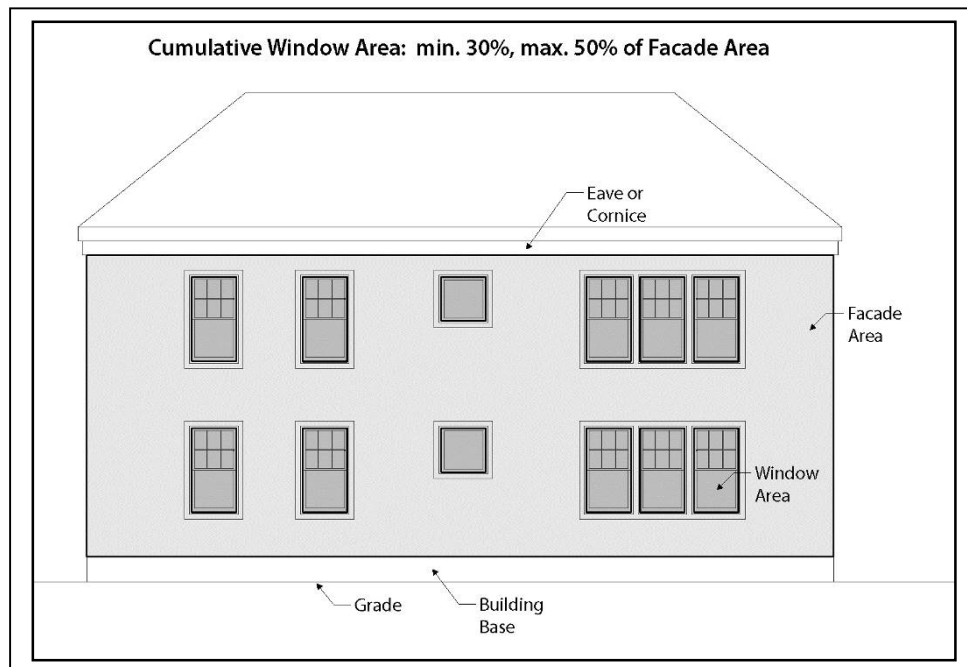 Cumulative Window Area: min. 30%, max. 50% of Facade Area
Eave or
Cornice
Facade
Area
Window
Area
Grade
Building
Base